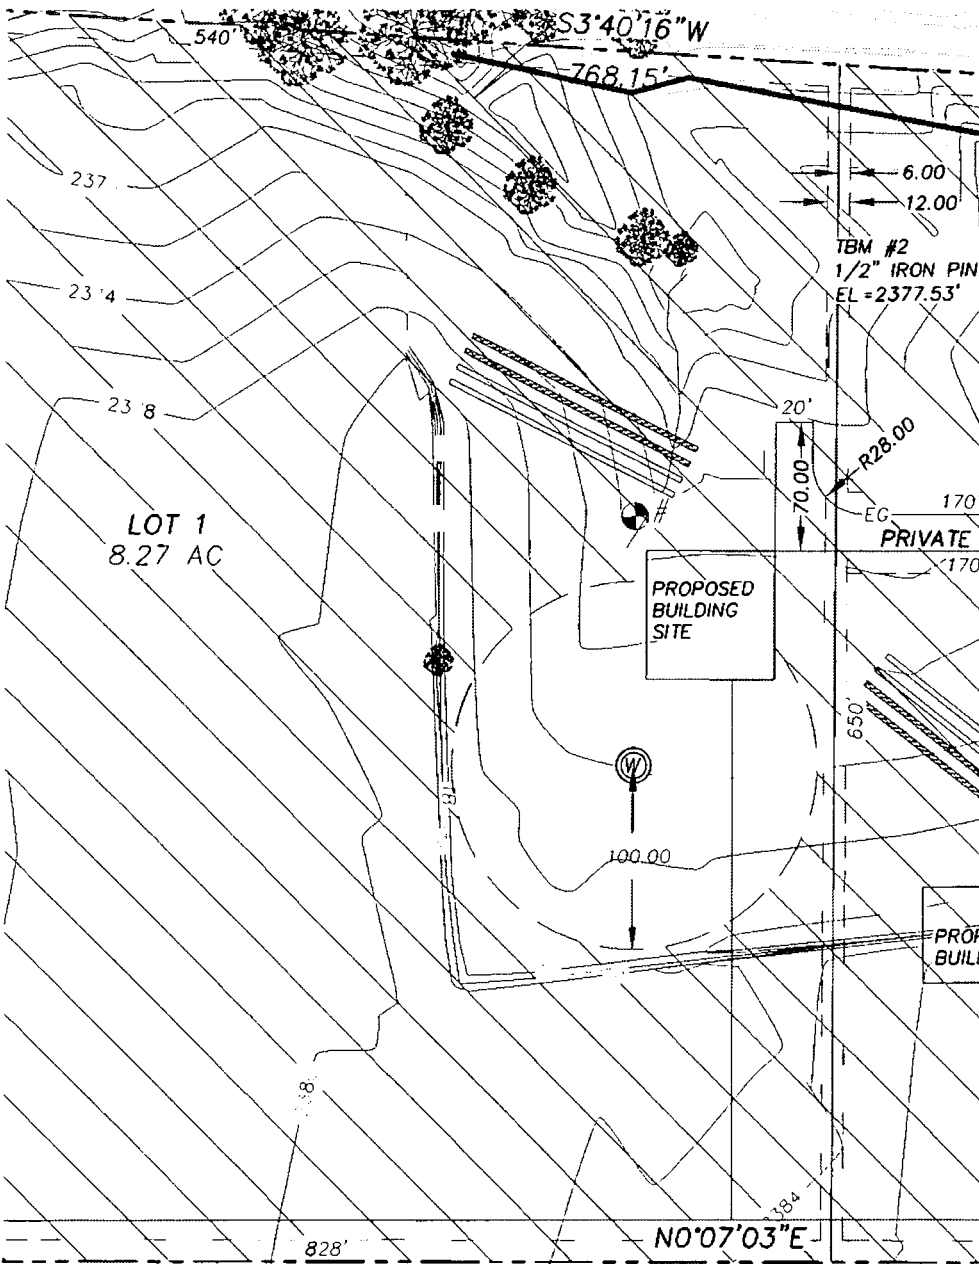 S3°40'16"W
540'
768.15'
6.00
12.00
TBM #2
1/2" IRON PIN
EL=2377.53'
20'
R28.00
70.00
LOT 1
8.27 AC
EG
170
PRIVATE
170
PROPOSED
BUILDING
SITE
650'
W
100.00
N0°07'03"E
828'